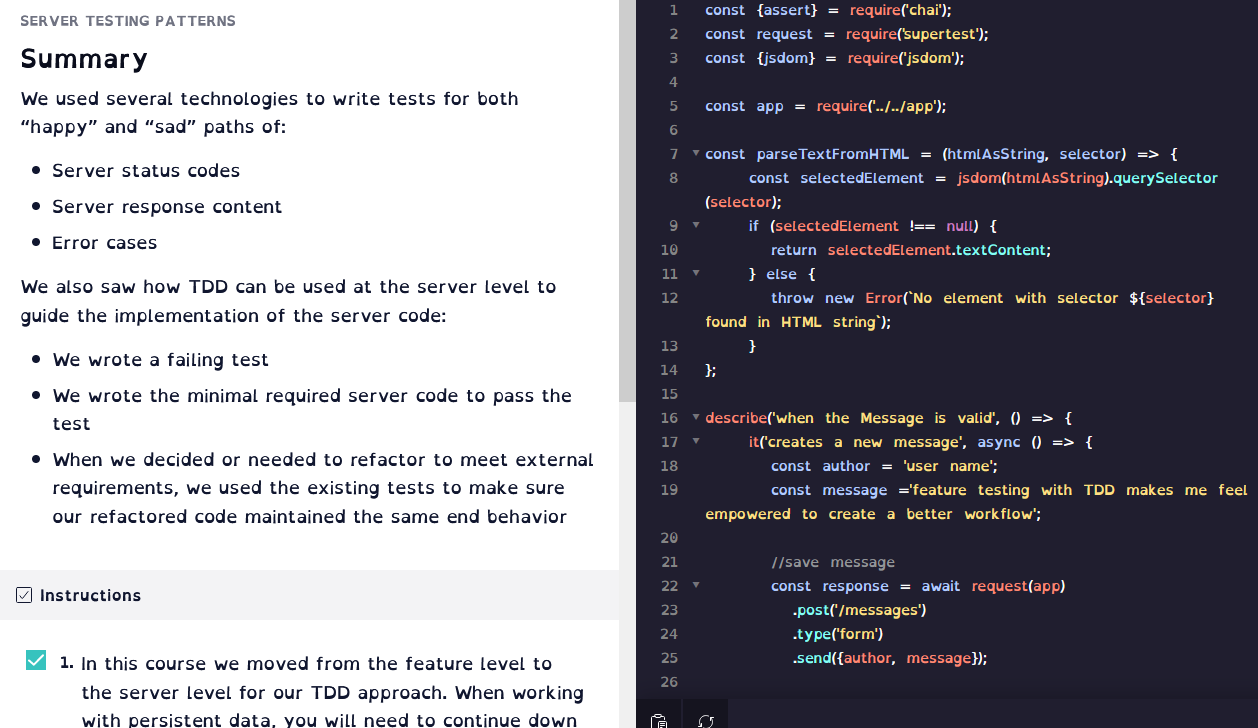 SERVER TESTING PATTERNS
Summary
We used several technologies to write tests for both
“happy” and “sad” paths of:
Server status codes
Server response content
Error cases
We also saw how TDD can be used at the server level to
guide the implementation of the server code:
We wrote a failing test
We wrote the minimal required server code to pass the
test
When we decided or needed to refactor to meet external
requirements, we used the existing tests to make sure
our refactored code maintained the same end behavior
Instructions
1. In this course we moved from the feature level to
the server level for our TDD approach. When working
with persistent data, you will need to continue down
1 const {assert} = require('chai');
2 const request = require('supertest');
3 const {jsdom} = require('jsdom');
4
5 const app = require('../../app');
6
7 const parseTextFromHTML = (htmlAsString, selector) => {
8 const selectedElement = jsdom(htmlAsString).querySelector
(selector);
9 if (selectedElement !== null) {
10 return selectedElement.textContent;
11 } else {
12 throw new Error(`No element with selector ${selector}
found in HTML string`);
13 }
14 };
15
16 describe('when the Message is valid', () => {
17 it('creates a new message', async () => {
18 const author = 'user name';
19 const message ='feature testing with TDD makes me feel
empowered to create a better workflow';
20
21 //save message
22 const response = await request(app)
23 .post('/messages')
24 .type('form')
25 .send({author, message});
26